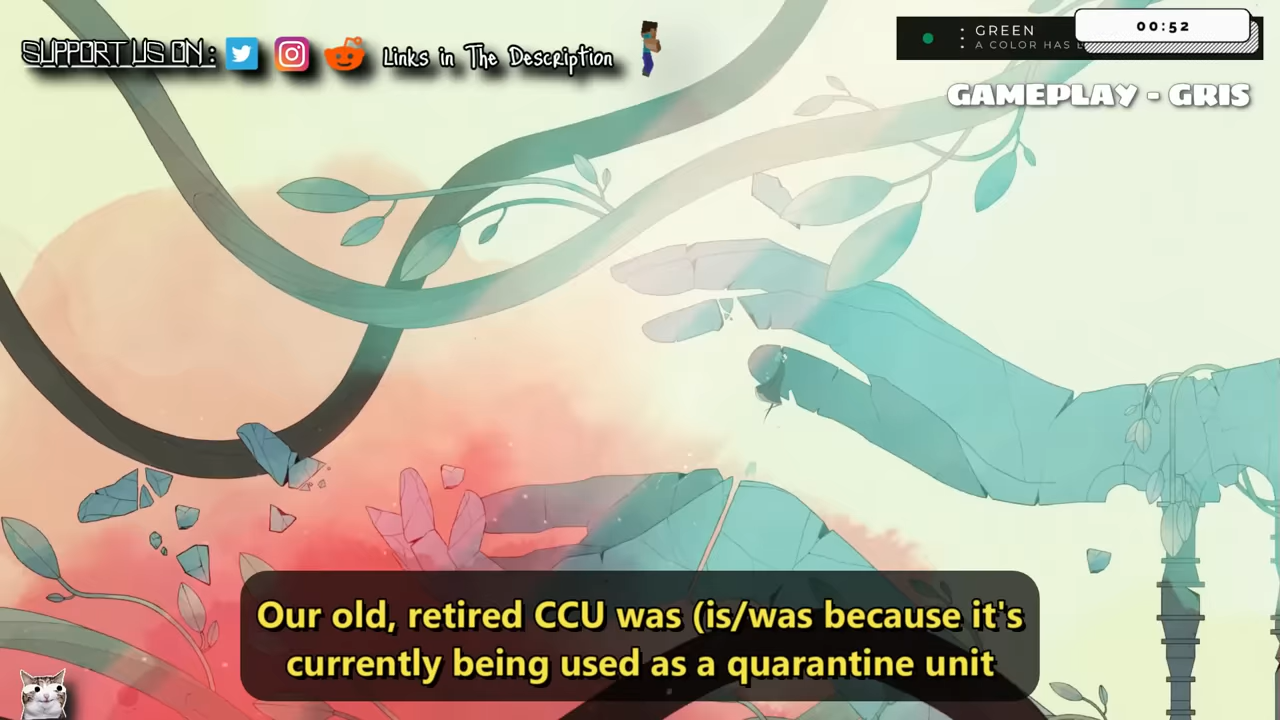 SUPPORT US ON :
Links in The Description
GREEN
A COLOR HAS
00:52
GAMEPLAY - GRIS
Our old, retired CCU was (is/was because it's
currently being used as a quarantine unit